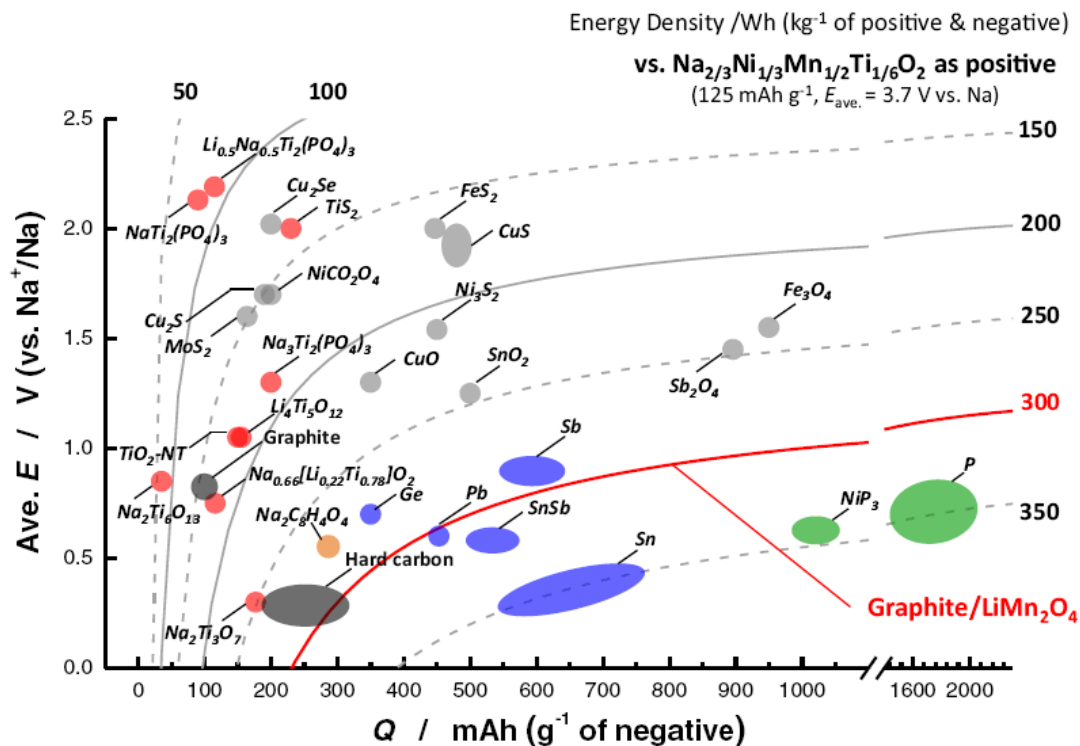 Energy Density /Wh (kg⁻¹ of positive & negative)
vs. Na₂/₃Ni₁/₃Mn₁/₂Ti₁/₆O₂ as positive
(125 mAh g⁻¹, E_ave. = 3.7 V vs. Na)
50
100
150
200
250
300
350
2.5
2.0
1.5
1.0
0.5
0.0
Ave. E / V (vs. Na⁺/Na)
Li₀.₅Na₀.₅Ti₂(PO₄)₃
NaTi₂(PO₄)₃
Cu₂Se
TiS₂
FeS₂
CuS
NiCO₂O₄
Cu₂S
MoS₂
Ni₃S₂
Fe₃O₄
Na₃Ti₂(PO₄)₃
CuO
SnO₂
Sb₂O₄
Li₄Ti₅O₁₂
TiO₂-NT
Graphite
Na₀.₆₆[Li₀.₂₂Ti₀.₇₈]O₂
Na₂Ti₆O₁₃
Sb
Ge
Pb
SnSb
Na₂C₈H₄O₄
Sn
NiP₃
P
Hard carbon
Na₂Ti₃O₇
Graphite/LiMn₂O₄
0 100 200 300 400 500 600 700 800 900 1000 1600 2000
Q / mAh (g⁻¹ of negative)